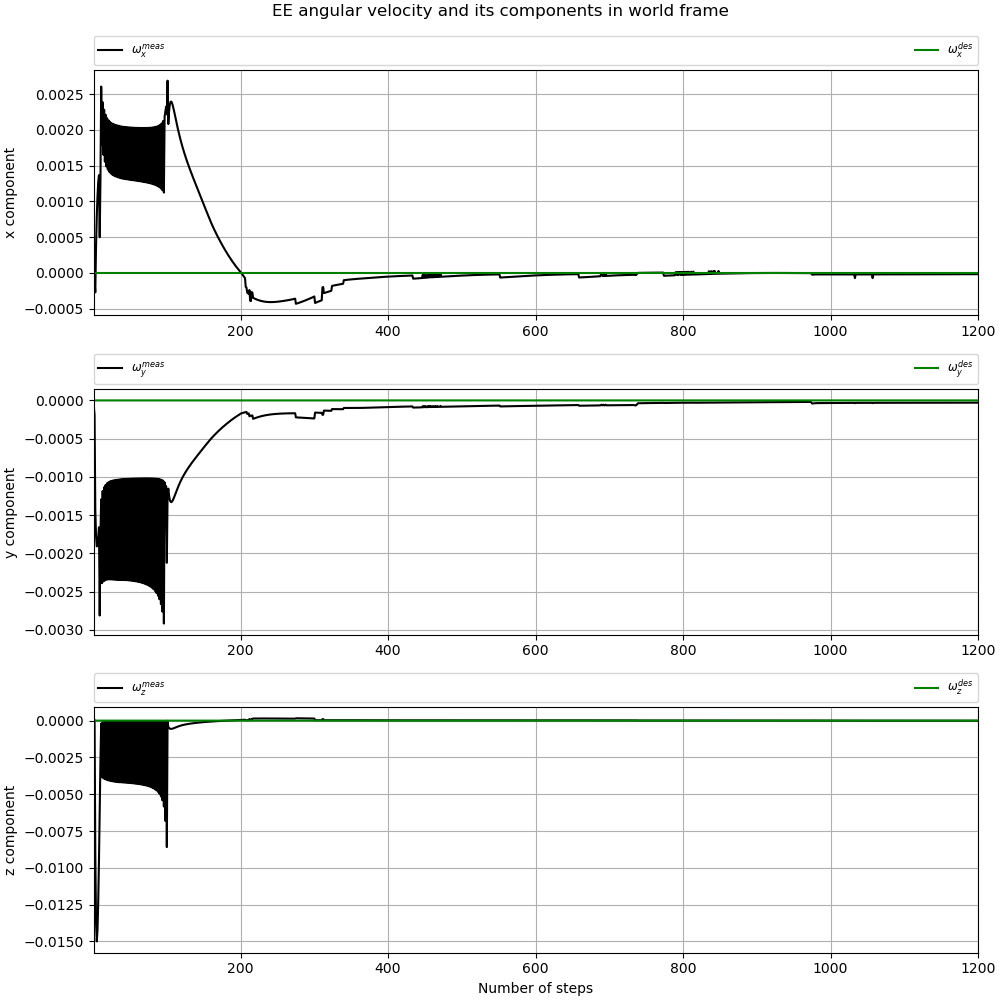 EE angular velocity and its components in world frame
ω_x^{meas} ω_x^{des}
0.0025
0.0020
0.0015
0.0010
0.0005
0.0000
−0.0005
x component
200 400 600 800 1000 1200
ω_y^{meas} ω_y^{des}
0.0000
−0.0005
−0.0010
−0.0015
−0.0020
−0.0025
−0.0030
y component
200 400 600 800 1000 1200
ω_z^{meas} ω_z^{des}
0.0000
−0.0025
−0.0050
−0.0075
−0.0100
−0.0125
−0.0150
z component
200 400 600 800 1000 1200
Number of steps